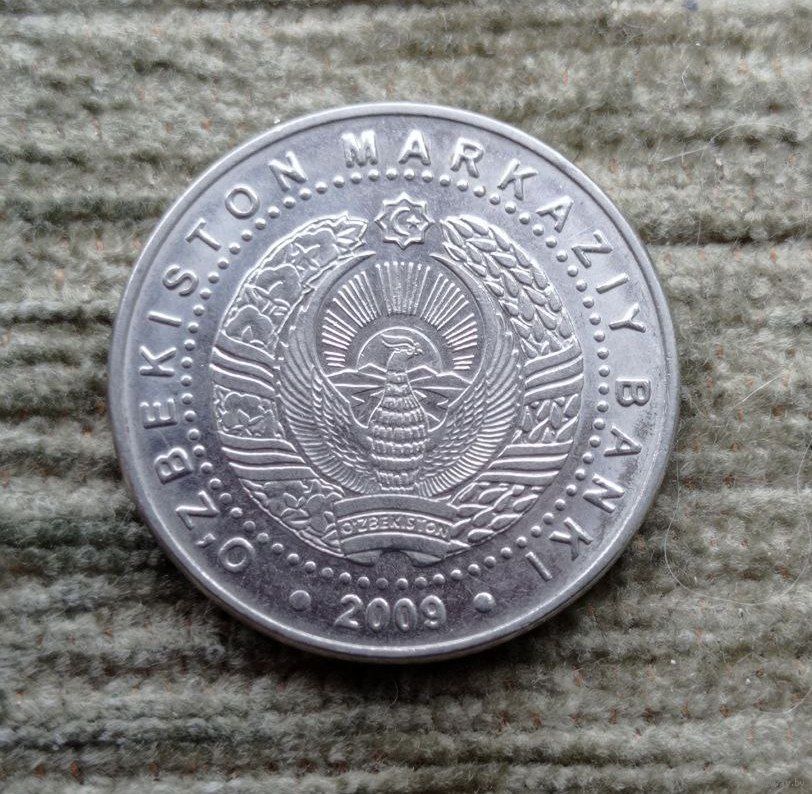 O'ZBEKISTON MARKAZIY BANKI
O'ZBEKISTON
• 2009 •